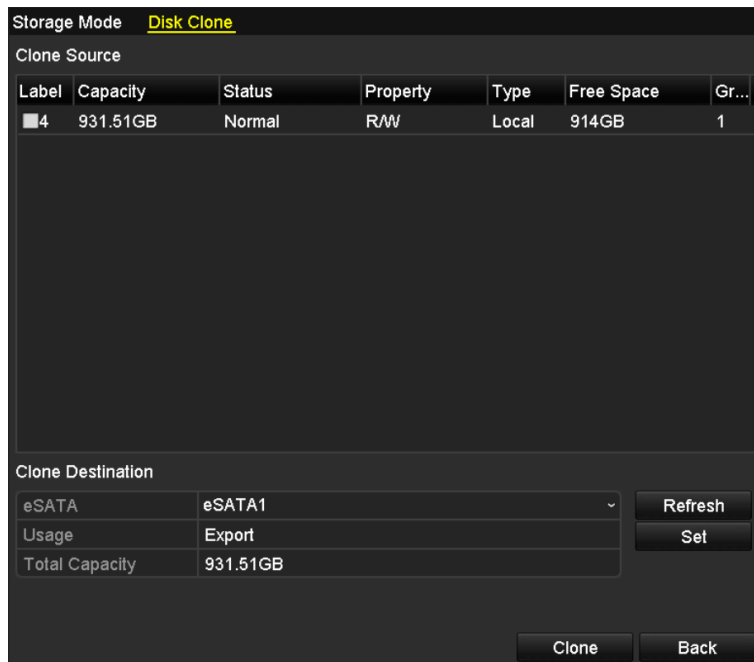 Storage Mode Disk Clone
Clone Source
Label Capacity Status Property Type Free Space Gr...
4 931.51GB Normal R/W Local 914GB 1
Clone Destination
eSATA eSATA1 Refresh
Usage Export Set
Total Capacity 931.51GB
Clone Back